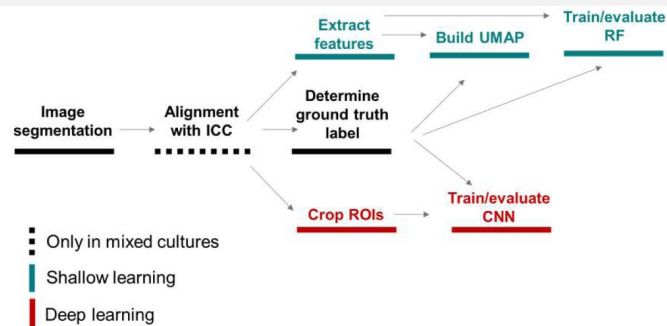 Extract
features
Build UMAP
Train/evaluate
RF
Image
segmentation
Alignment
with ICC
Determine
ground truth
label
Crop ROIs
Train/evaluate
CNN
Only in mixed cultures
Shallow learning
Deep learning